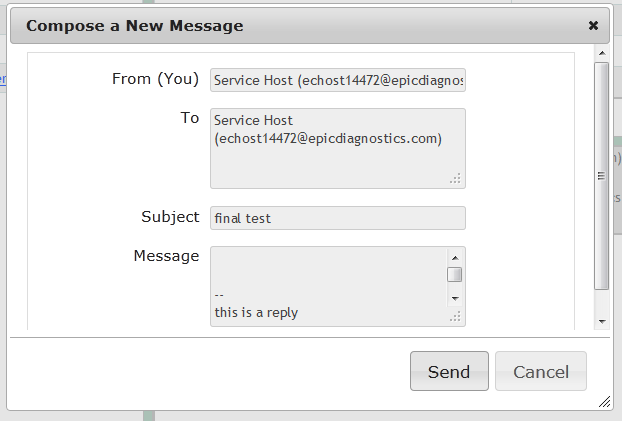 Compose a New Message
From (You)
Service Host (echost14472@epicdiagnos
To
Service Host
(echost14472@epicdiagnostics.com)
Subject
final test
Message
--
this is a reply
Send
Cancel